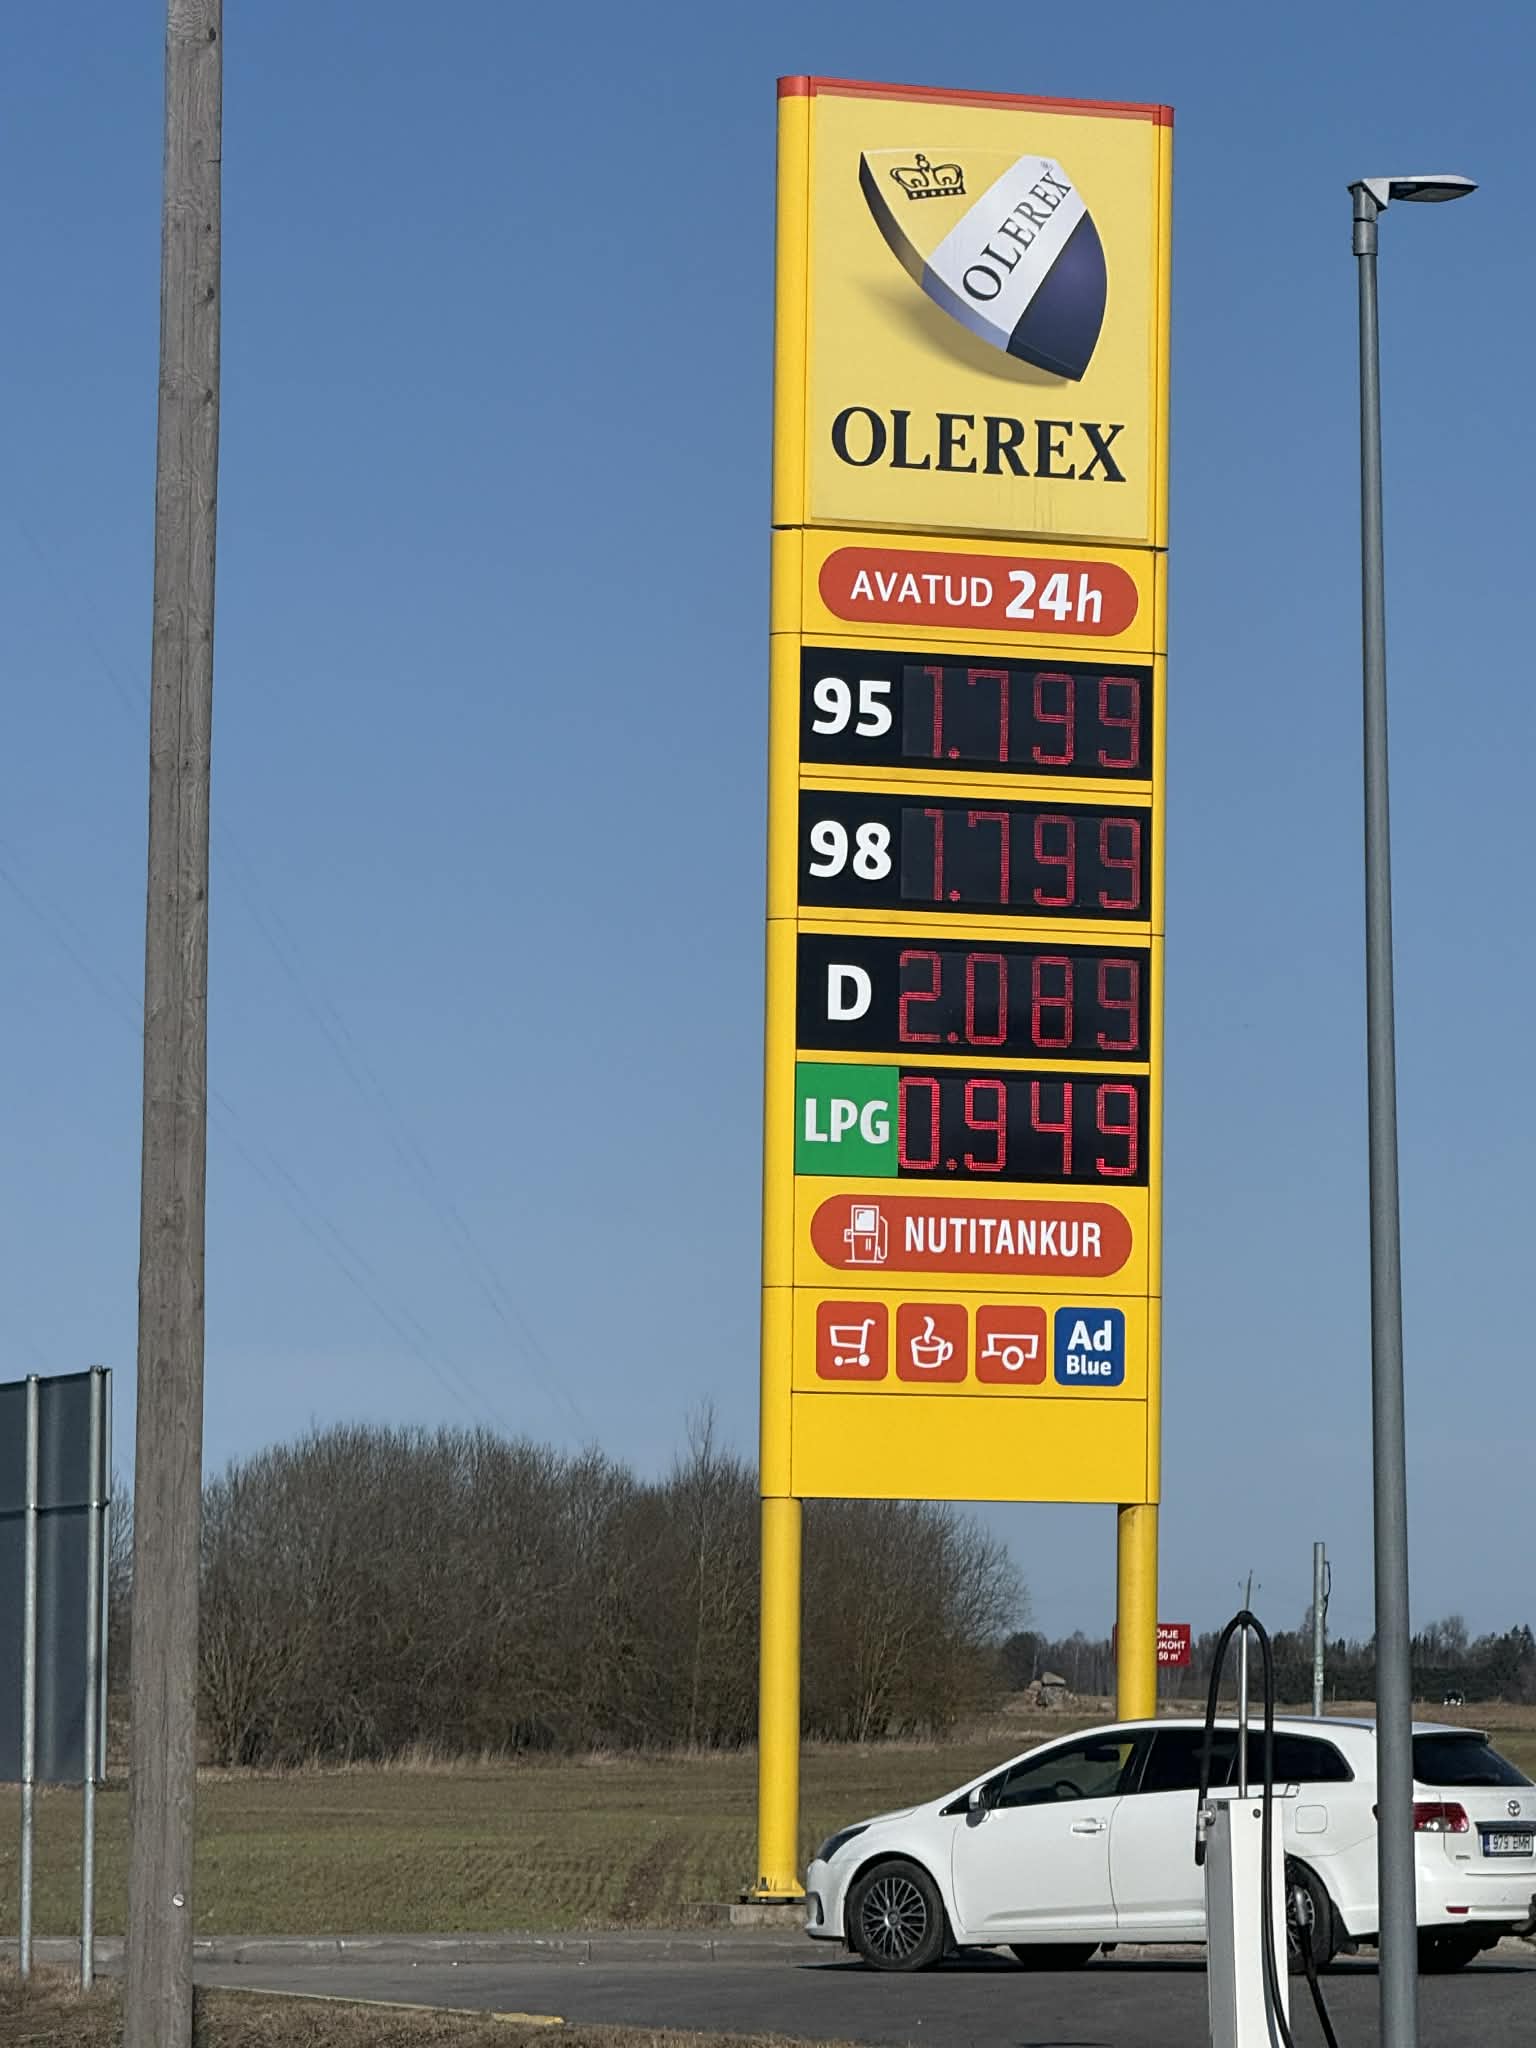 OLEREX
OLEREX
AVATUD 24h
95 1.799
98 1.799
D 2.089
LPG 0.949
NUTITANKUR
Ad
Blue